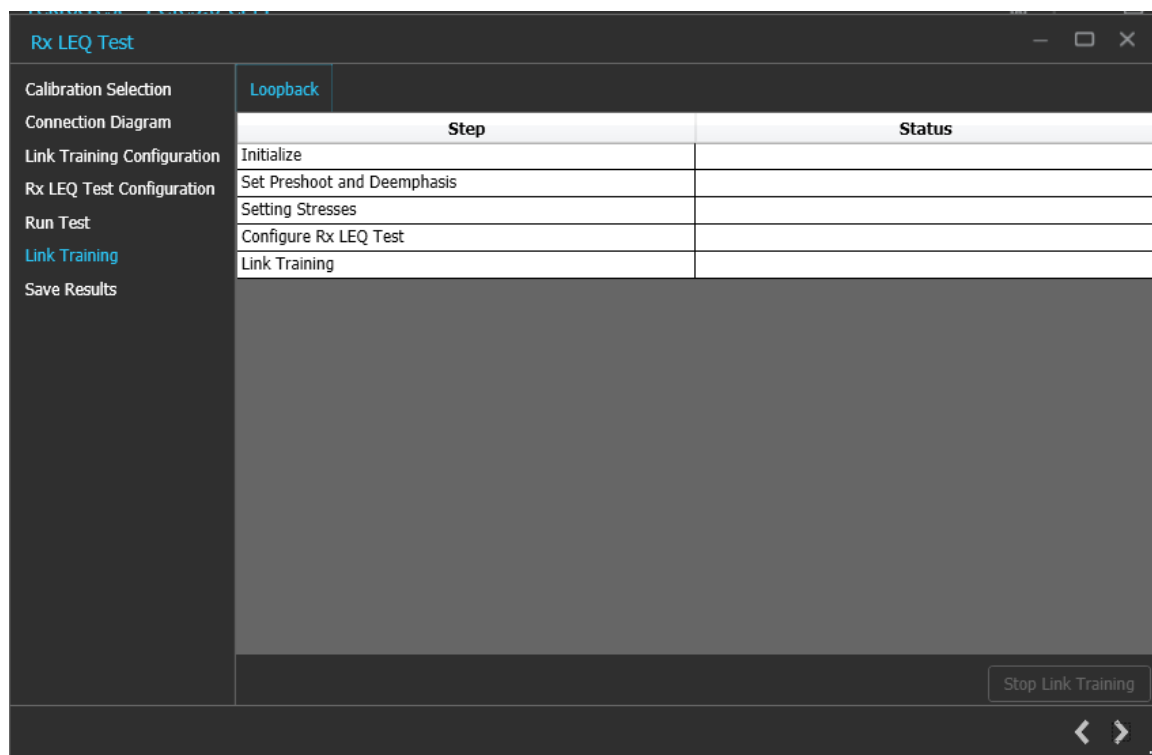 Rx LEQ Test
Calibration Selection
Connection Diagram
Link Training Configuration
Rx LEQ Test Configuration
Run Test
Link Training
Save Results
Loopback
Step Status
Initialize
Set Preshoot and Deemphasis
Setting Stresses
Configure Rx LEQ Test
Link Training
Stop Link Training